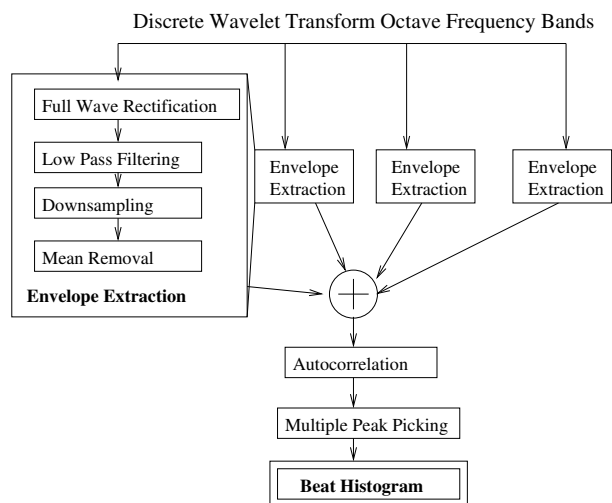 Discrete Wavelet Transform Octave Frequency Bands
Full Wave Rectification
Low Pass Filtering
Downsampling
Mean Removal
Envelope Extraction
Envelope
Extraction
Envelope
Extraction
Envelope
Extraction
+
Autocorrelation
Multiple Peak Picking
Beat Histogram